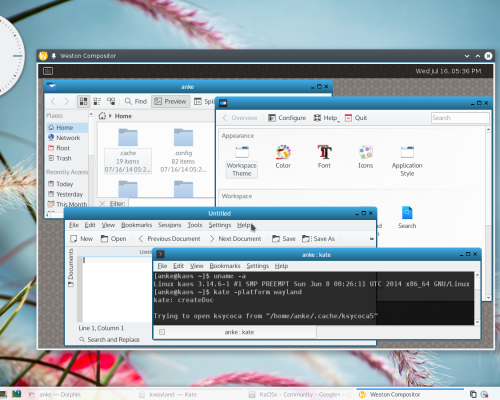 Weston Compositor
Wed Jul 16, 05:36 PM
anke
Find
Preview
Places
Home
Home
Network
Root
Trash
Recently Access
Today
Yesterday
This Month
.cache
19 items
07/16/14 05:2...
config
82 items
07/16/14 05:2...
Filter:
Overview
Configure
Help
Quit
Search
Appearance
Workspace
Theme
Color
Font
Icons
Application
Style
Workspace
Search
Untitled
File Edit View Bookmarks Sessions Tools Settings Help
New Open Previous Document Next Document Save Save As
Documents
Line 1, Column 1
Search and Replace
anke : kate
File Edit View Bookmarks Settings Help
[anke@kaos ~]$ uname -a
Linux kaos 3.14.6-1 #1 SMP PREEMPT Sun Jun 8 00:26:11 UTC 2014 x86_64 GNU/Linux
[anke@kaos ~]$ kate -platform wayland
kate: createDoc
Trying to open ksycoca from "/home/anke/.cache/ksycoca5"
anke : kate
anke — Dolphin
kwayland — Kate
KaOSx - Community - Google+ -
Weston Compositor